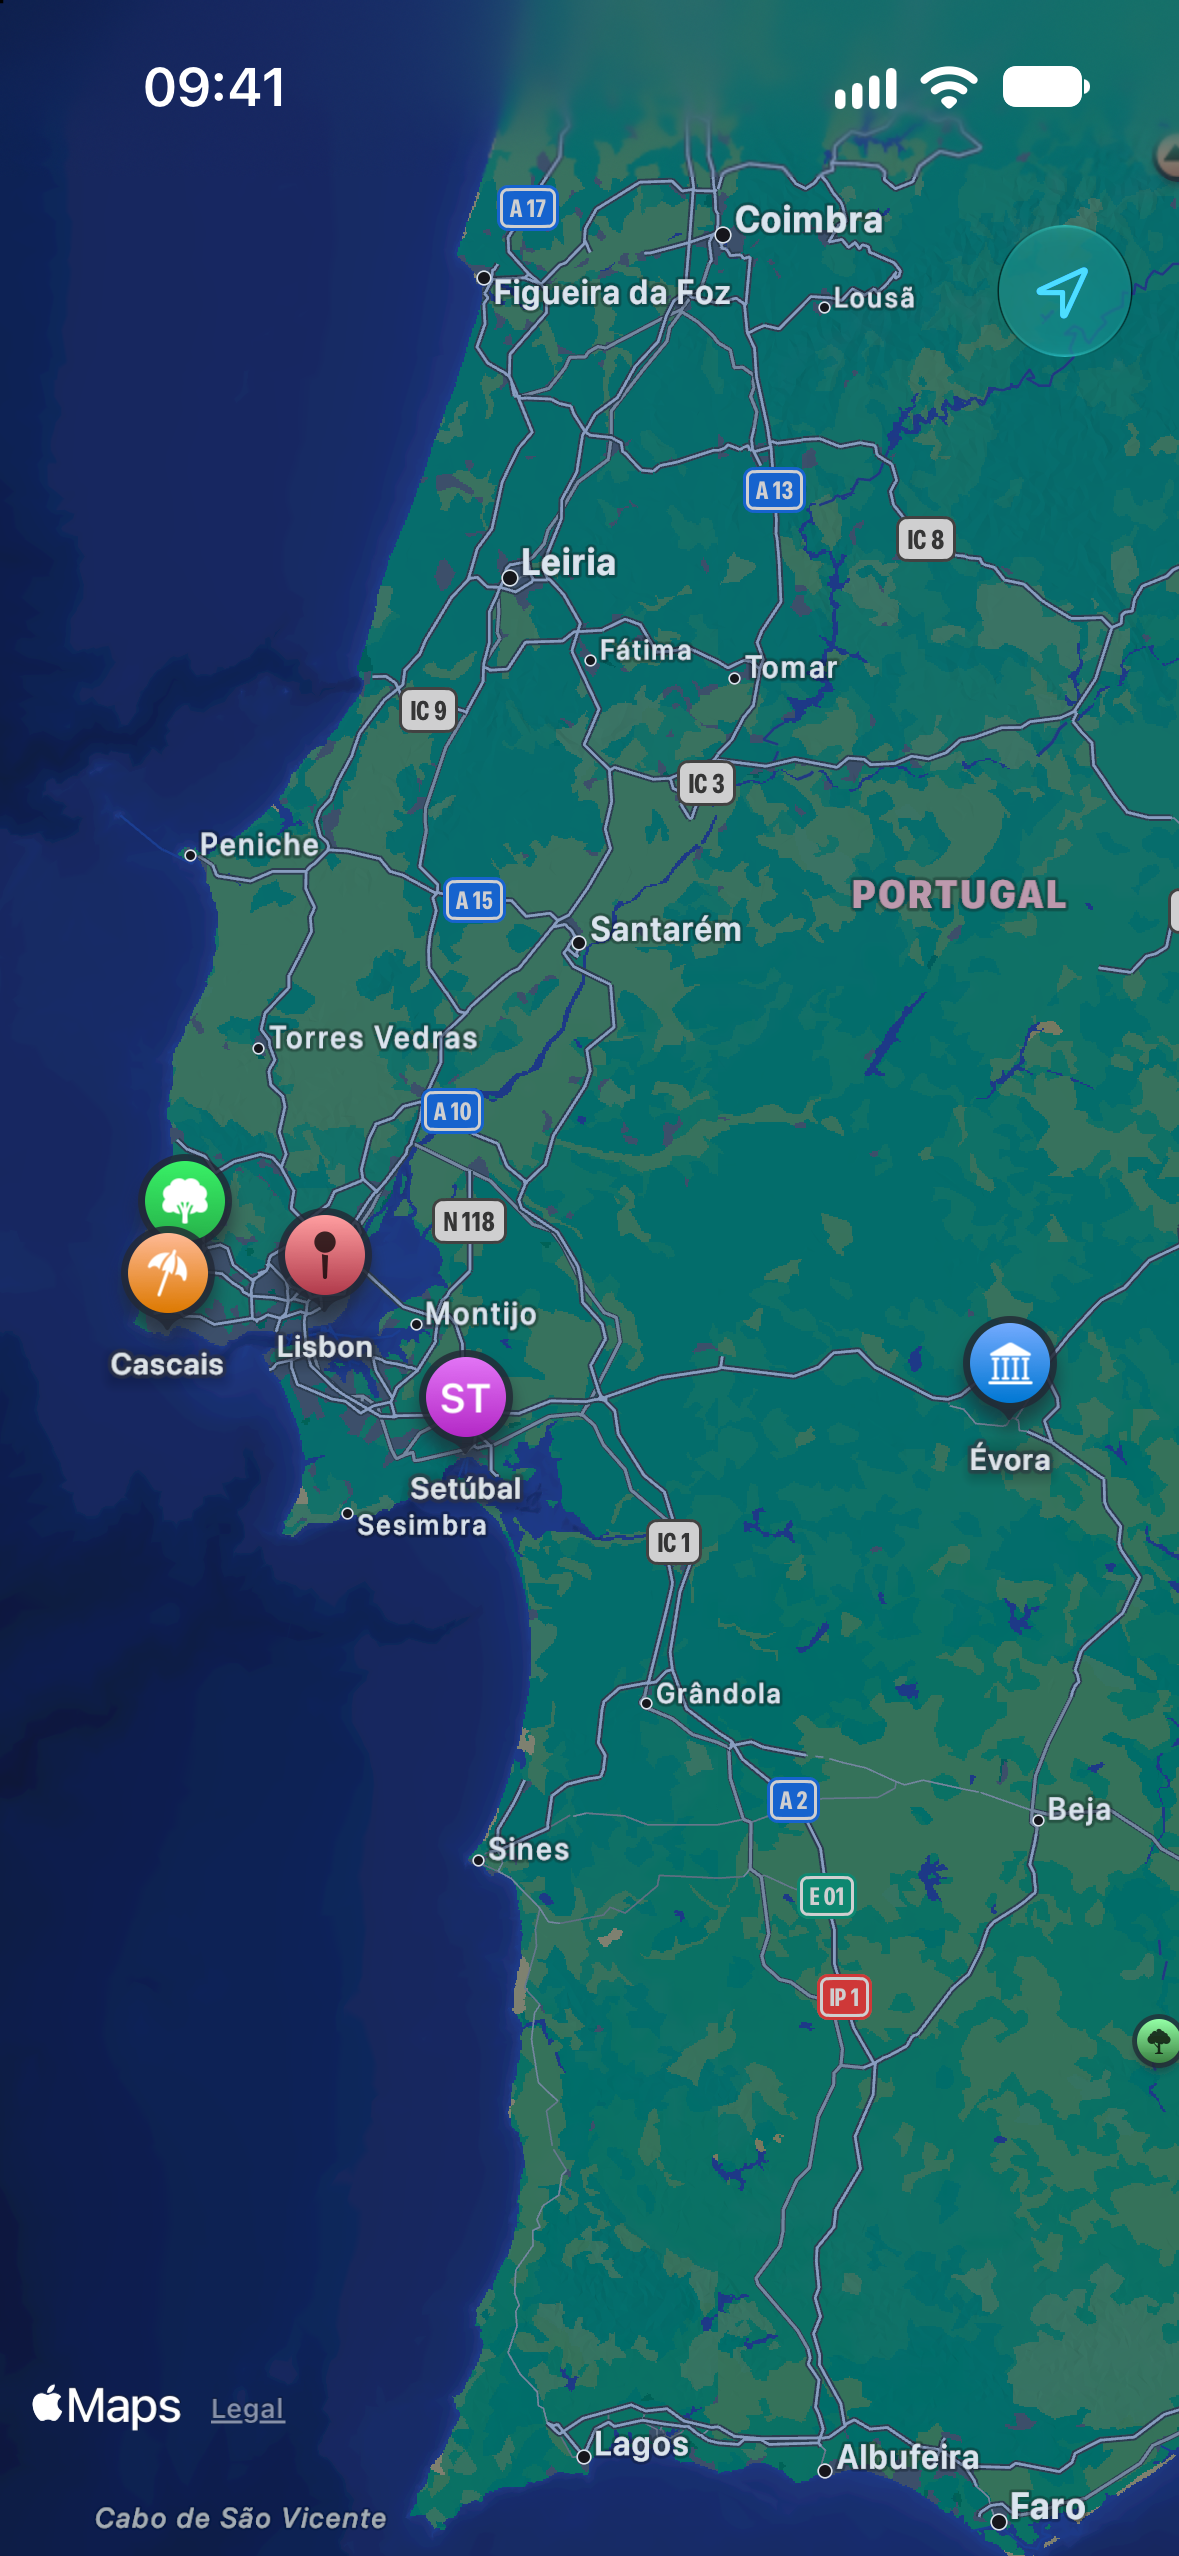 09:41
A 17
Coimbra
Figueira da Foz
Lousã
A 13
IC 8
Leiria
Fátima
Tomar
IC 9
IC 3
Peniche
PORTUGAL
A 15
Santarém
Torres Vedras
A 10
N 118
Montijo
Lisbon
Cascais
ST
Setúbal
Évora
Sesimbra
IC 1
Grândola
A 2
Beja
Sines
E 01
IP 1
Maps
Legal
Lagos
Albufeira
Faro
Cabo de São Vicente